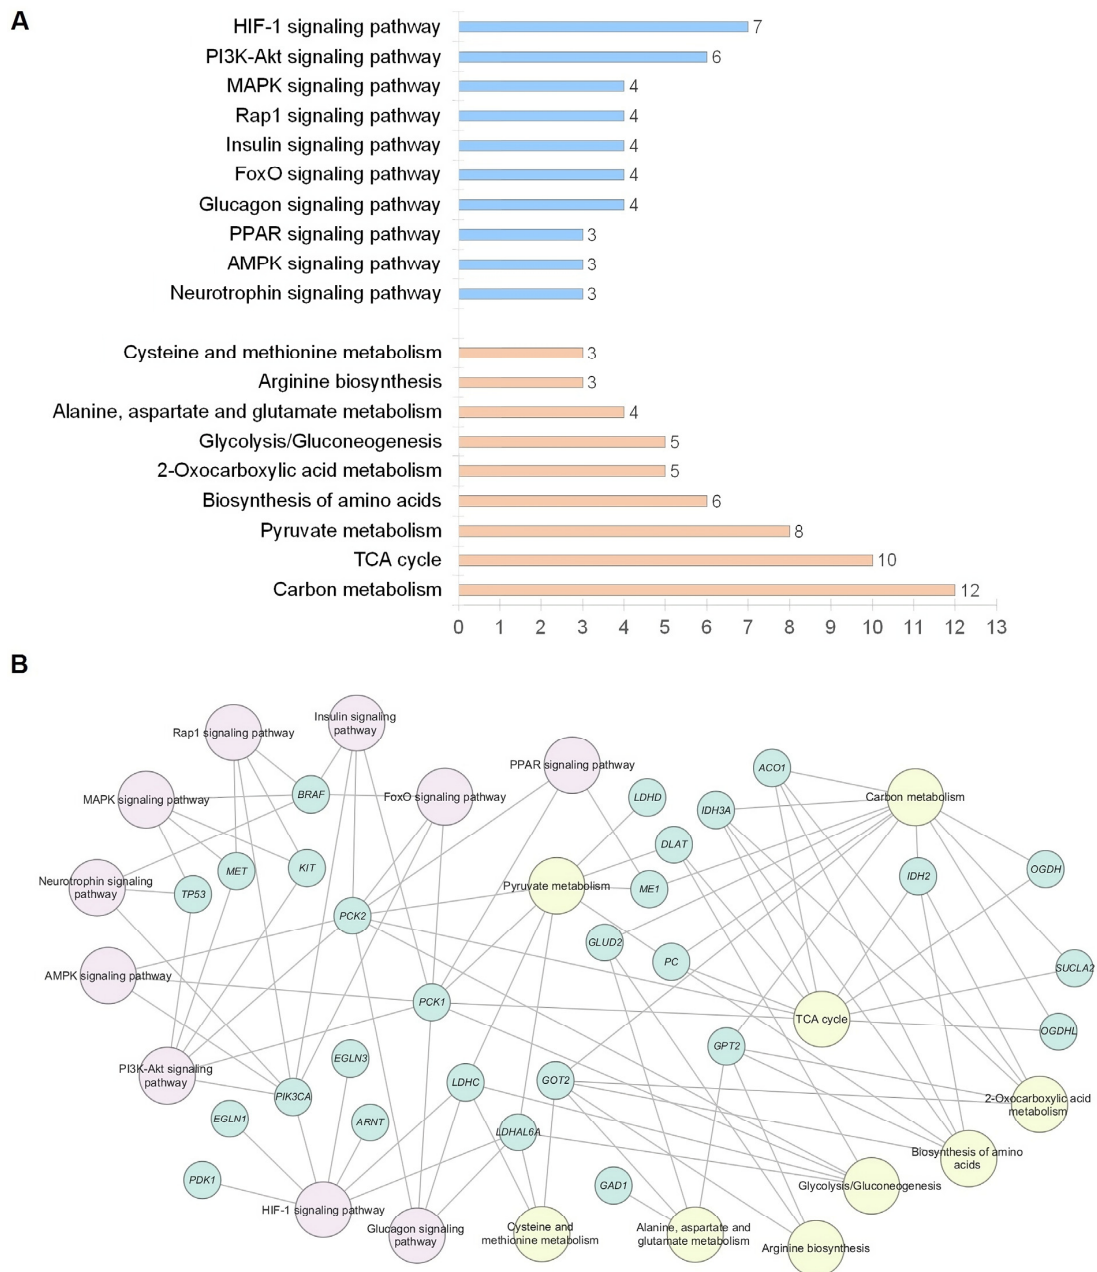 A
HIF-1 signaling pathway 7
PI3K-Akt signaling pathway 6
MAPK signaling pathway 4
Rap1 signaling pathway 4
Insulin signaling pathway 4
FoxO signaling pathway 4
Glucagon signaling pathway 4
PPAR signaling pathway 3
AMPK signaling pathway 3
Neurotrophin signaling pathway 3
Cysteine and methionine metabolism 3
Arginine biosynthesis 3
Alanine, aspartate and glutamate metabolism 4
Glycolysis/Gluconeogenesis 5
2-Oxocarboxylic acid metabolism 5
Biosynthesis of amino acids 6
Pyruvate metabolism 8
TCA cycle 10
Carbon metabolism 12
0 1 2 3 4 5 6 7 8 9 10 11 12 13
B
Insulin signaling
pathway
Rap1 signaling pathway
PPAR signaling pathway
ACO1
MAPK signaling pathway
BRAF
FoxO signaling pathway
LDHD
IDH3A
Carbon metabolism
DLAT
Neurotrophin signaling
pathway
TP53
MET
KIT
Pyruvate metabolism
ME1
IDH2
OGDH
PCK2
GLUD2
PC
AMPK signaling pathway
SUCLA2
PCK1
TCA cycle
OGDHL
PI3K-Akt signaling
pathway
EGLN3
GPT2
PIK3CA
LDHC
GOT2
2-Oxocarboxylic acid
metabolism
EGLN1
ARNT
LDHAL6A
Biosynthesis of amino
acids
PDK1
GAD1
Glycolysis/Gluconeogenesis
HIF-1 signaling pathway
Glucagon signaling
pathway
Cysteine and
methionine metabolism
Alanine, aspartate and
glutamate metabolism
Arginine biosynthesis